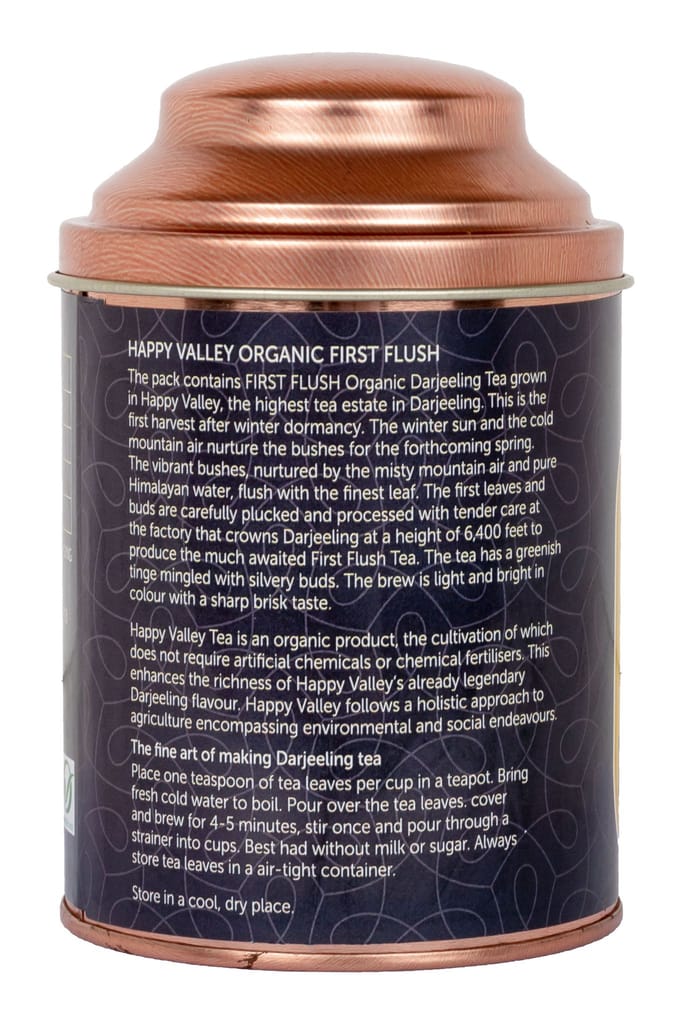 HAPPY VALLEY ORGANIC FIRST FLUSH
The pack contains FIRST FLUSH Organic Darjeeling Tea grown
in Happy Valley, the highest tea estate in Darjeeling. This is the
first harvest after winter dormancy. The winter sun and the cold
mountain air nurture the bushes for the forthcoming spring.
The vibrant bushes, nurtured by the misty mountain air and pure
Himalayan water, flush with the finest leaf. The first leaves and
buds are carefully plucked and processed with tender care at
the factory that crowns Darjeeling at a height of 6,400 feet to
produce the much awaited First Flush Tea. The tea has a greenish
tinge mingled with silvery buds. The brew is light and bright in
colour with a sharp brisk taste.
Happy Valley Tea is an organic product, the cultivation of which
does not require artificial chemicals or chemical fertilisers. This
enhances the richness of Happy Valley's already legendary
Darjeeling flavour. Happy Valley follows a holistic approach to
agriculture encompassing environmental and social endeavours.
The fine art of making Darjeeling tea
Place one teaspoon of tea leaves per cup in a teapot. Bring
fresh cold water to boil. Pour over the tea leaves. cover
and brew for 4-5 minutes, stir once and pour through a
strainer into cups. Best had without milk or sugar. Always
store tea leaves in a air-tight container.
Store in a cool, dry place.